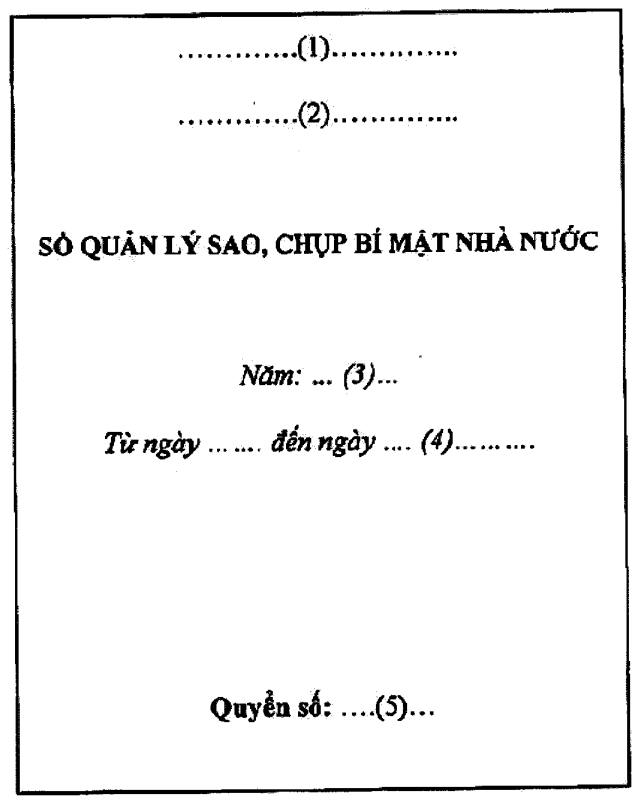 .............(1)..............
.............(2)..............
SỔ QUẢN LÝ SAO, CHỤP BÍ MẬT NHÀ NƯỚC
Năm: ... (3)...
Từ ngày ... .... đến ngày .... (4)... ... ....
Quyển số: ....(5)...